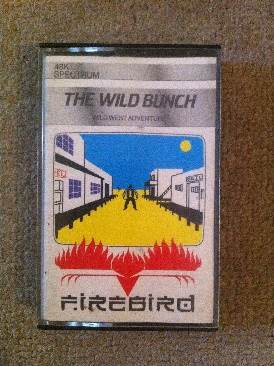 48K
SPECTRUM
THE WILD BUNCH
WILD WEST ADVENTURE
FIREBIRD